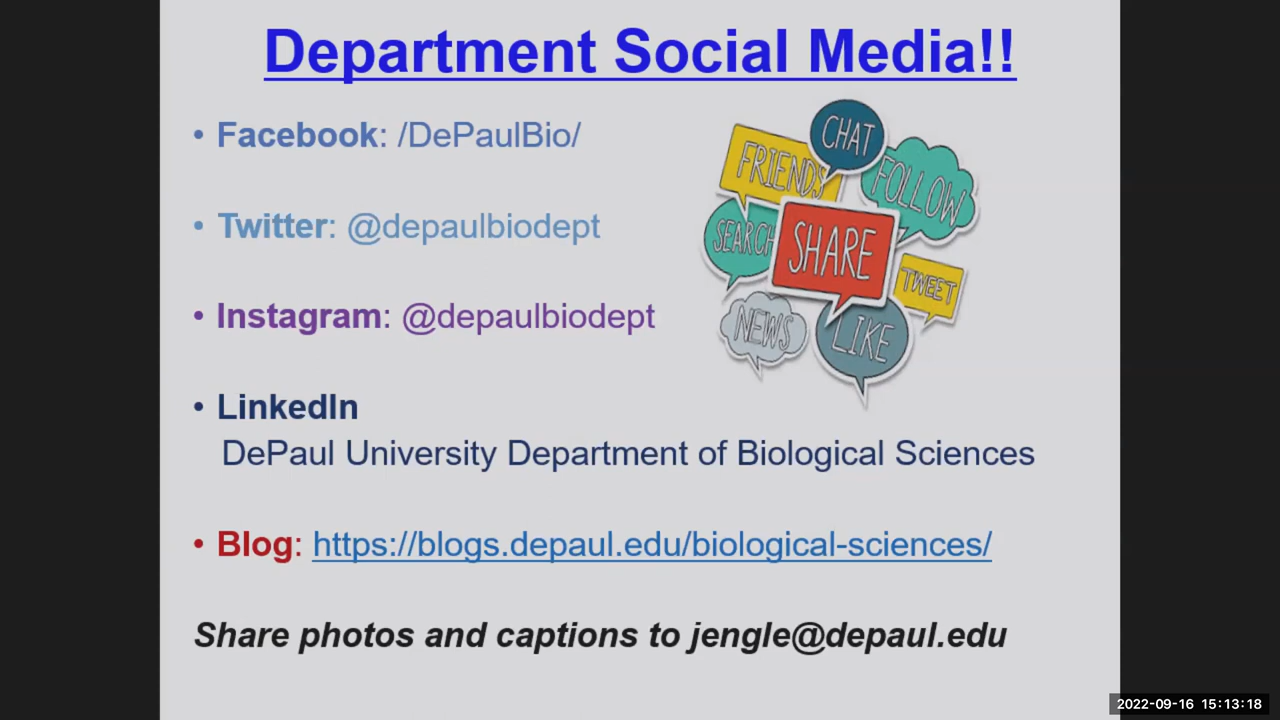 Department Social Media!!
• Facebook: /DePaulBio/
• Twitter: @depaulbiodept
• Instagram: @depaulbiodept
• LinkedIn
DePaul University Department of Biological Sciences
• Blog: https://blogs.depaul.edu/biological-sciences/
Share photos and captions to jengle@depaul.edu
CHAT
FRIENDS
FOLLOW
SEARCH
SHARE
TWEET
NEWS
LIKE
2022-09-16 15:13:18